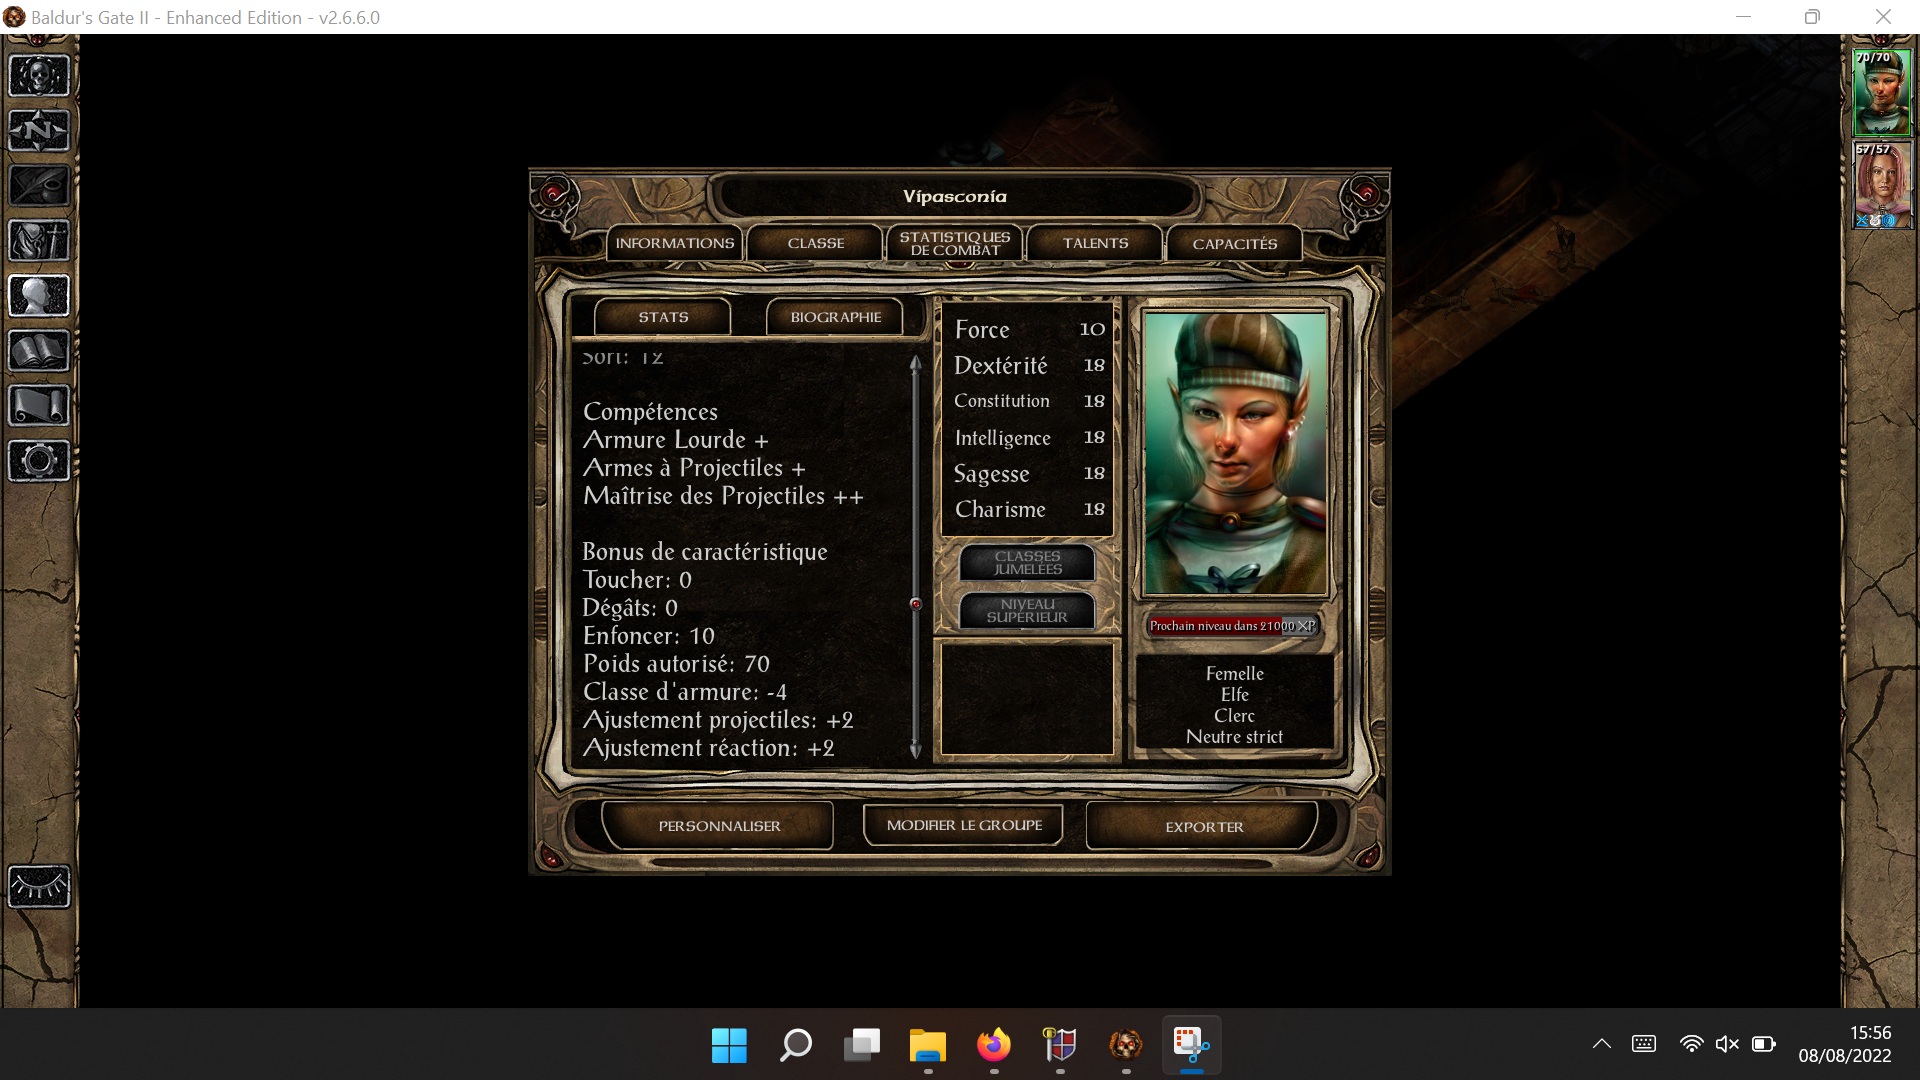 Baldur's Gate II - Enhanced Edition - v2.6.6.0
N
70/70
57/57
Vipasconia
INFORMATIONS
CLASSE
STATISTIQUES
DE COMBAT
TALENTS
CAPACITÉS
STATS
BIOGRAPHIE
Sort: 12
Compétences
Armure Lourde +
Armes à Projectiles +
Maîtrise des Projectiles ++
Bonus de caractéristique
Toucher: 0
Dégâts: 0
Enfoncer: 10
Poids autorisé: 70
Classe d'armure: -4
Ajustement projectiles: +2
Ajustement réaction: +2
Force 10
Dextérité 18
Constitution 18
Intelligence 18
Sagesse 18
Charisme 18
CLASSES
JUMELÉES
NIVEAU
SUPÉRIEUR
Prochain niveau dans 21000 XP
Femelle
Elfe
Clerc
Neutre strict
PERSONNALISER
MODIFIER LE GROUPE
EXPORTER
15:56
08/08/2022